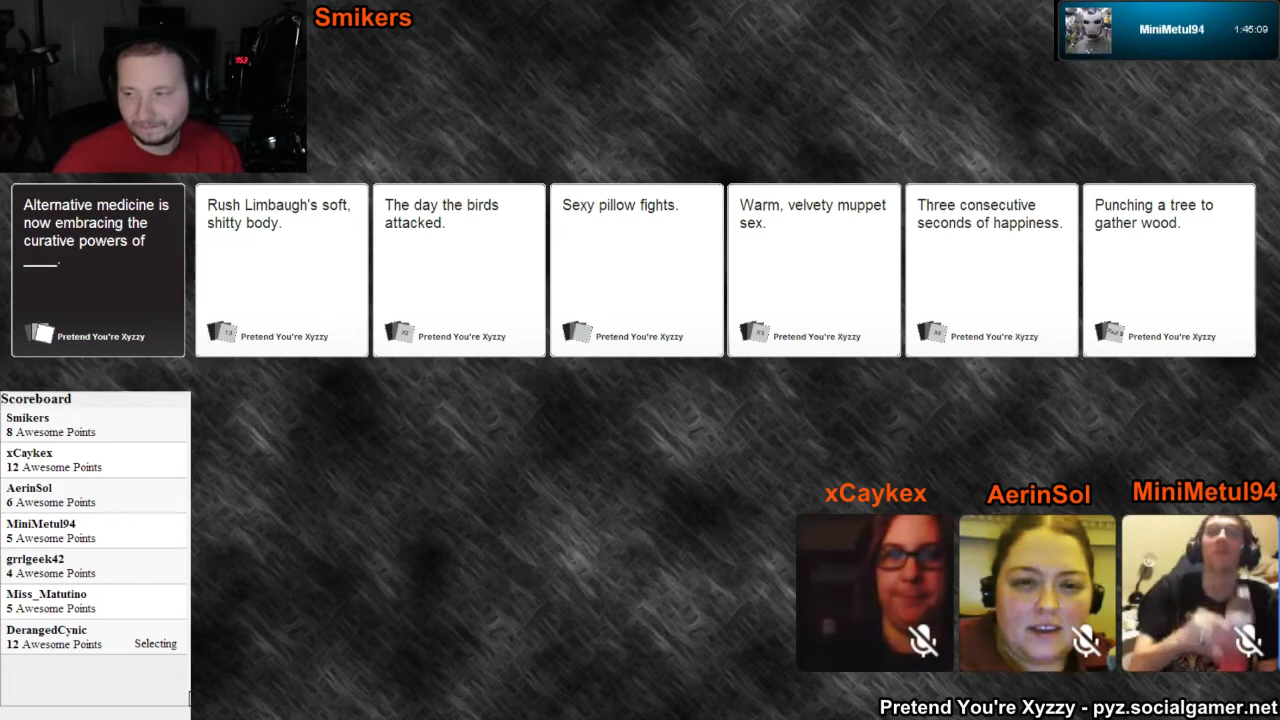 Smikers
MiniMetul94
1:45:09
Alternative medicine is
now embracing the
curative powers of
____.
Pretend You're Xyzzy
Rush Limbaugh's soft,
shitty body.
Pretend You're Xyzzy
The day the birds
attacked.
Pretend You're Xyzzy
Sexy pillow fights.
Pretend You're Xyzzy
Warm, velvety muppet
sex.
Pretend You're Xyzzy
Three consecutive
seconds of happiness.
Pretend You're Xyzzy
Punching a tree to
gather wood.
Pretend You're Xyzzy
Scoreboard
Smikers
8 Awesome Points
xCaykex
12 Awesome Points
AerinSol
6 Awesome Points
MiniMetul94
5 Awesome Points
grrlgeek42
4 Awesome Points
Miss_Matutino
5 Awesome Points
DerangedCynic
12 Awesome Points Selecting
xCaykex
AerinSol
MiniMetul94
Pretend You're Xyzzy - pyz.socialgamer.net